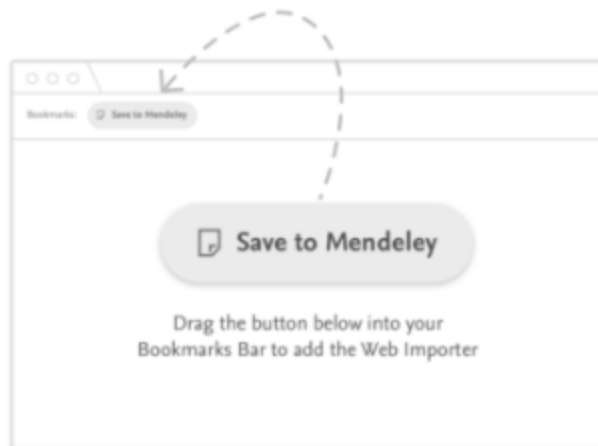 Bookmarks: Save to Mendeley
Save to Mendeley
Drag the button below into your
Bookmarks Bar to add the Web Importer